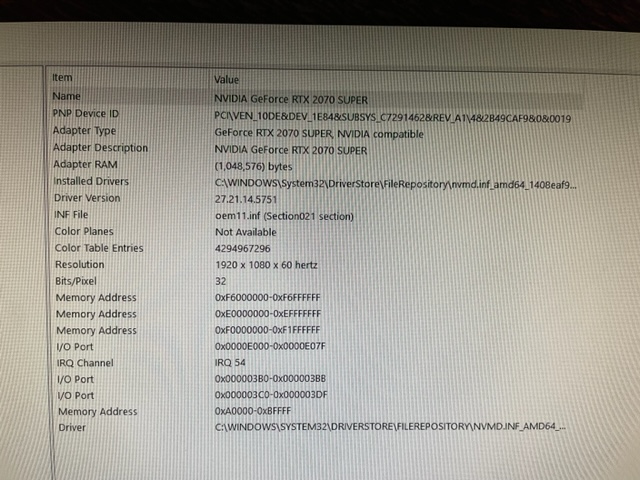 Item Value
Name NVIDIA GeForce RTX 2070 SUPER
PNP Device ID PCI\VEN_10DE&DEV_1E84&SUBSYS_C7291462&REV_A1\4&2B49CAF9&0&0019
Adapter Type GeForce RTX 2070 SUPER, NVIDIA compatible
Adapter Description NVIDIA GeForce RTX 2070 SUPER
Adapter RAM (1,048,576) bytes
Installed Drivers C:\WINDOWS\System32\DriverStore\FileRepository\nvmd.inf_amd64_1408eaf9...
Driver Version 27.21.14.5751
INF File oem11.inf (Section021 section)
Color Planes Not Available
Color Table Entries 4294967296
Resolution 1920 x 1080 x 60 hertz
Bits/Pixel 32
Memory Address 0xF6000000-0xF6FFFFFF
Memory Address 0xE0000000-0xEFFFFFFF
Memory Address 0xF0000000-0xF1FFFFFF
I/O Port 0x0000E000-0x0000E07F
IRQ Channel IRQ 54
I/O Port 0x000003B0-0x000003BB
I/O Port 0x000003C0-0x000003DF
Memory Address 0xA0000-0xBFFFF
Driver C:\WINDOWS\SYSTEM32\DRIVERSTORE\FILEREPOSITORY\NVMD.INF_AMD64_...